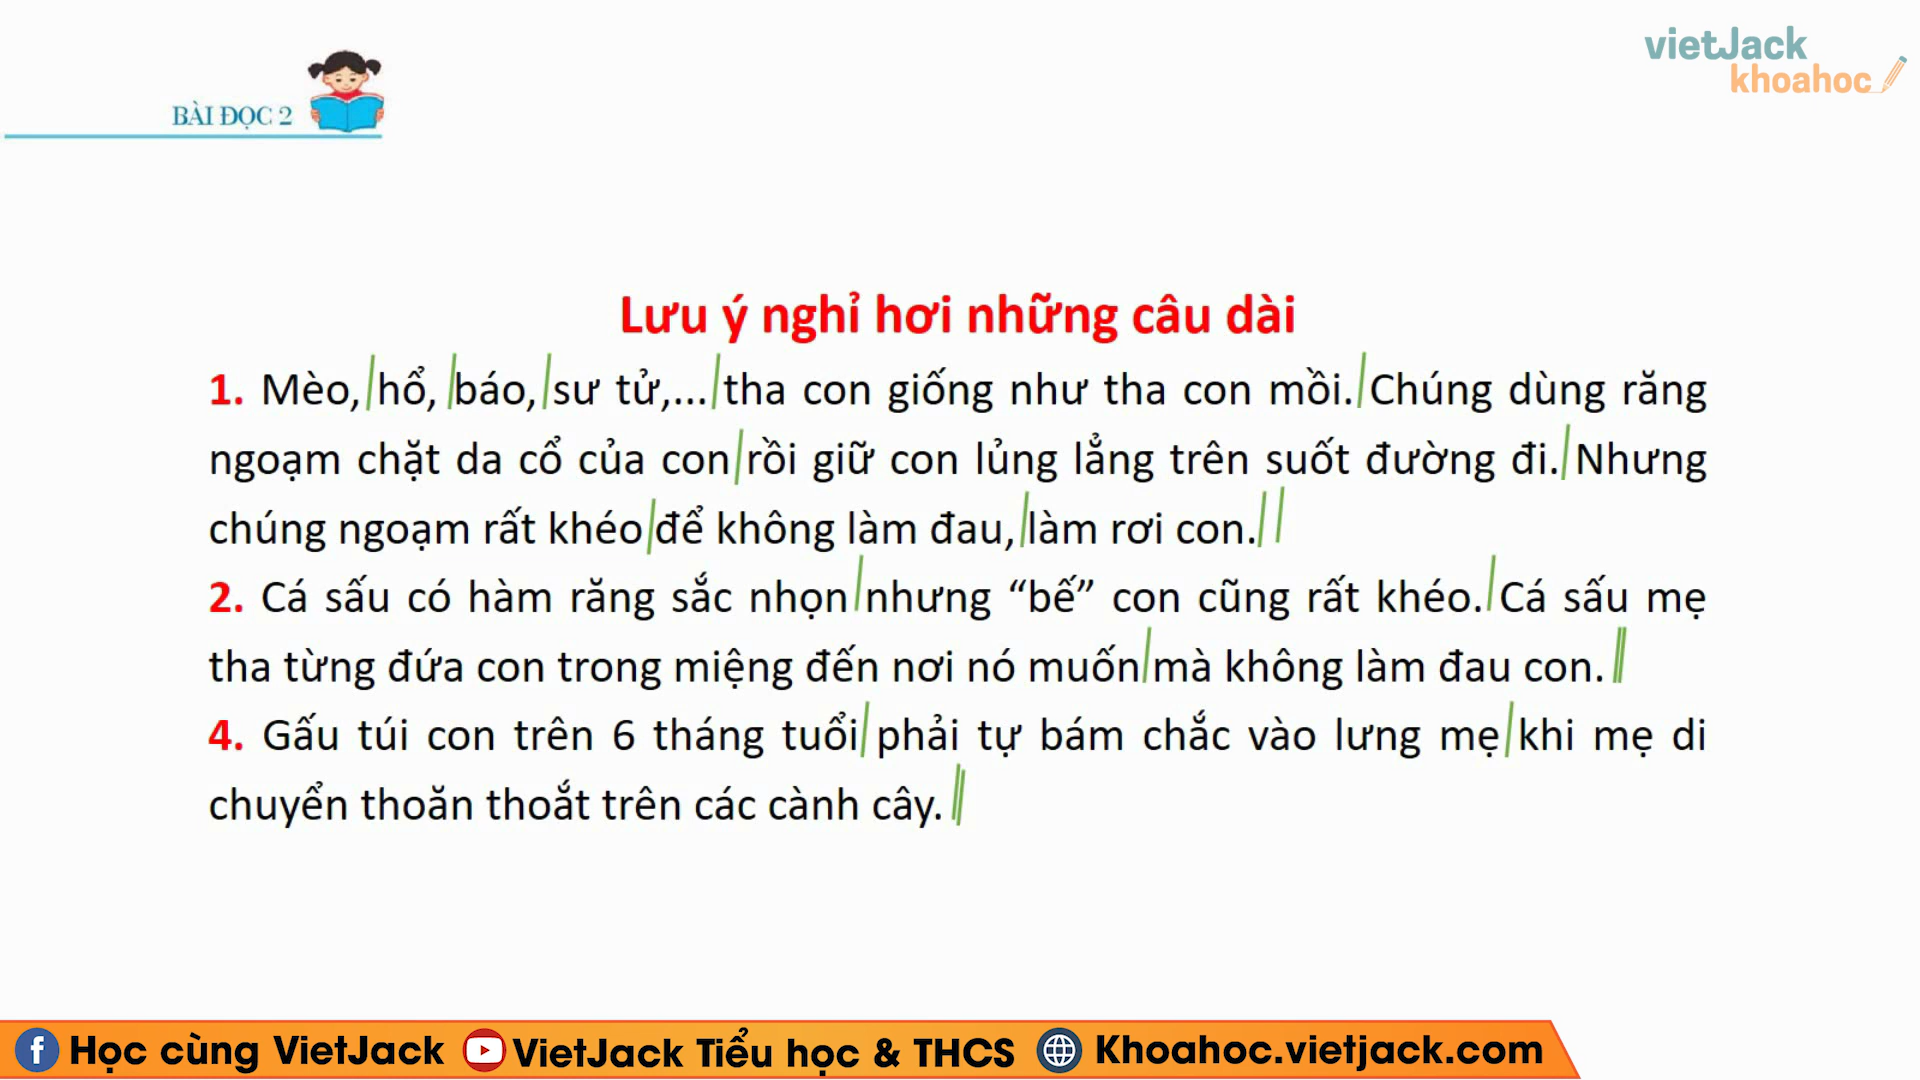 vietJack
khoahoc
BÀI ĐỌC 2
Lưu ý nghỉ hơi những câu dài
1. Mèo,/ hổ, /báo,/ sư tử,.../ tha con giống như tha con mồi./ Chúng dùng răng
ngoạm chặt da cổ của con/ rồi giữ con lủng lẳng trên suốt đường đi./ Nhưng
chúng ngoạm rất khéo/ để không làm đau,/ làm rơi con.//
2. Cá sấu có hàm răng sắc nhọn/ nhưng “bế” con cũng rất khéo./ Cá sấu mẹ
tha từng đứa con trong miệng đến nơi nó muốn/ mà không làm đau con.//
4. Gấu túi con trên 6 tháng tuổi/ phải tự bám chắc vào lưng mẹ/ khi mẹ di
chuyển thoăn thoắt trên các cành cây.//
Học cùng VietJack VietJack Tiểu học & THCS Khoahoc.vietjack.com